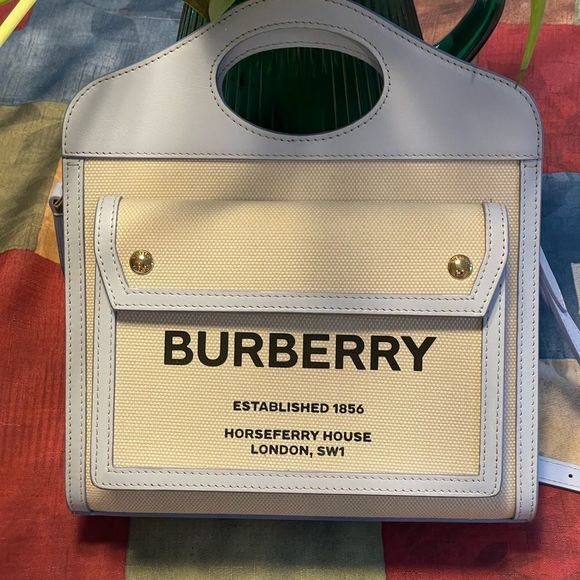 BURBERRY
ESTABLISHED 1856
HORSEFERRY HOUSE
LONDON, SW1